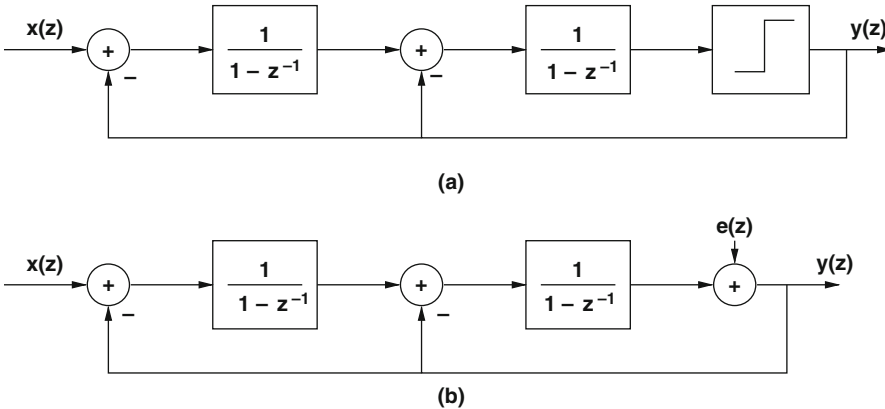 x(z) + 1 / 1 – z⁻¹ + 1 / 1 – z⁻¹ y(z)
– –
(a)
e(z)
x(z) + 1 / 1 – z⁻¹ + 1 / 1 – z⁻¹ + y(z)
– –
(b)